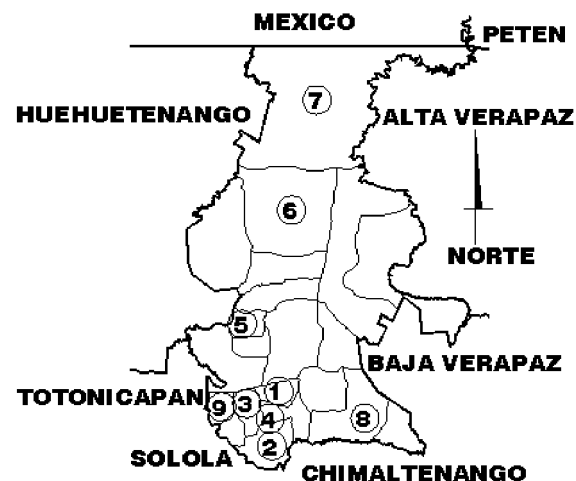 MEXICO
PETEN
7
HUEHUETENANGO
ALTA VERAPAZ
6
NORTE
5
BAJA VERAPAZ
TOTONICAPAN
1
9
3
4
8
2
SOLOLA
CHIMALTENANGO